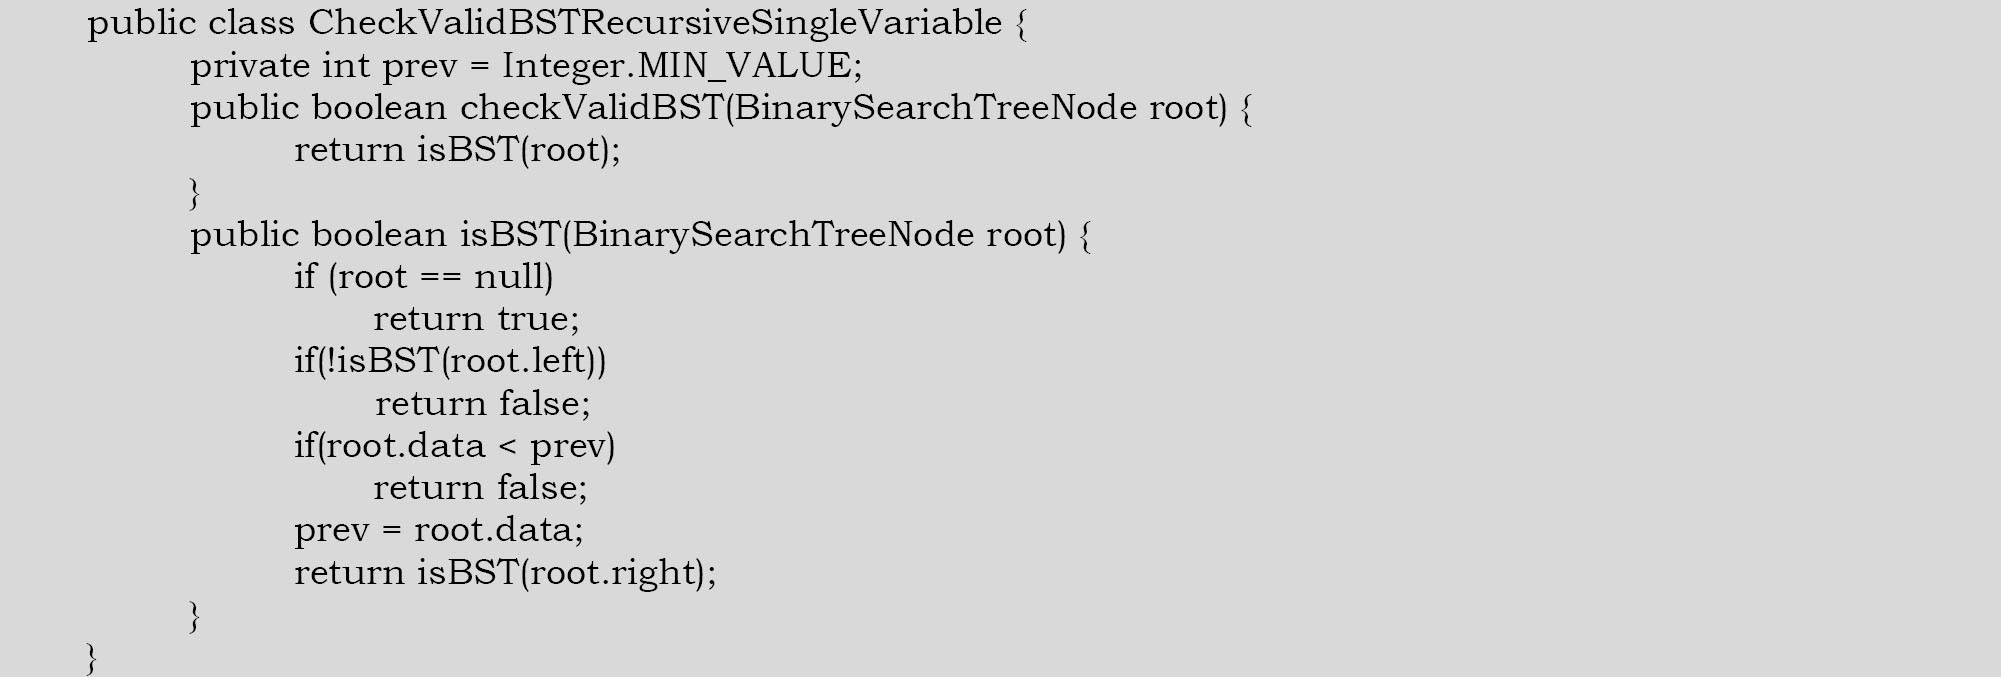 public class CheckValidBSTRecursiveSingleVariable {
private int prev = Integer.MIN_VALUE;
public boolean checkValidBST(BinarySearchTreeNode root) {
return isBST(root);
}
public boolean isBST(BinarySearchTreeNode root) {
if (root == null)
return true;
if(!isBST(root.left))
return false;
if(root.data < prev)
return false;
prev = root.data;
return isBST(root.right);
}
}